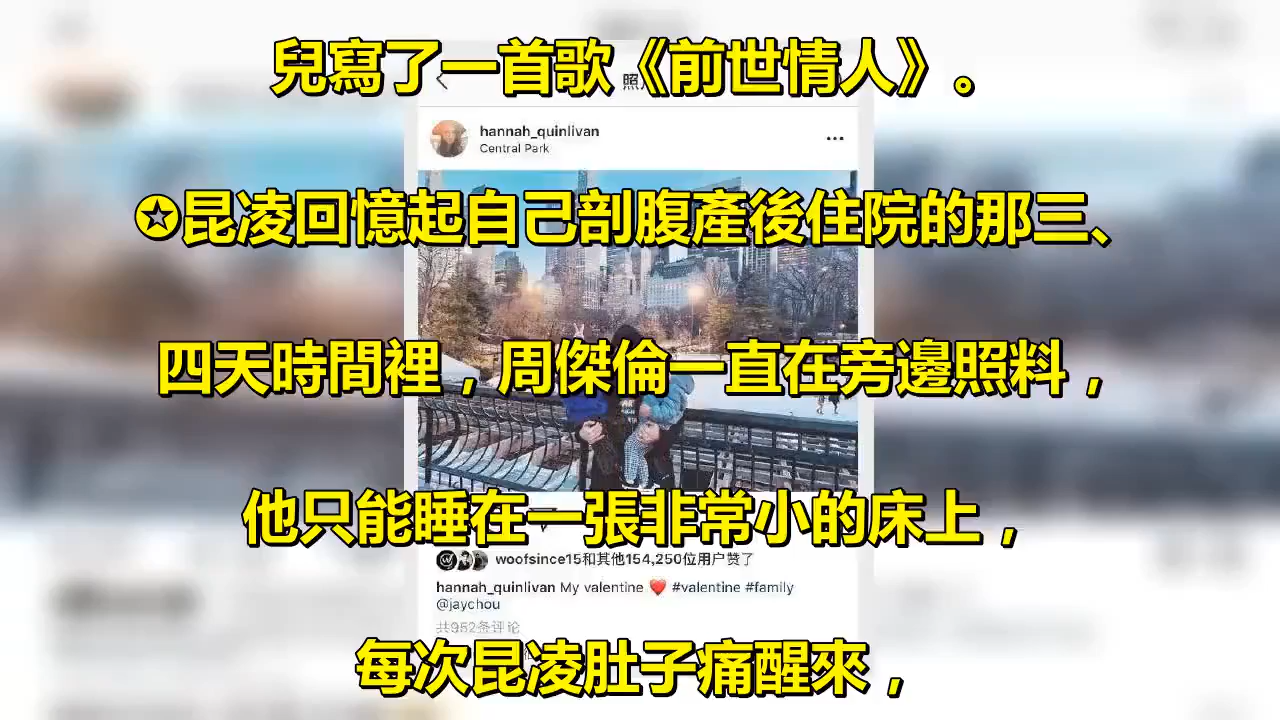 兒寫了一首歌《前世情人》。
照
hannah_quinlivan
Central Park
✪昆凌回憶起自己剖腹產後住院的那三、
四天時間裡，周傑倫一直在旁邊照料，
他只能睡在一張非常小的床上，
woofsince15和其他154,250位用户赞了
hannah_quinlivan My valentine ❤️ #valentine #family
@jaychou
共952条评论
每次昆凌肚子痛醒來，